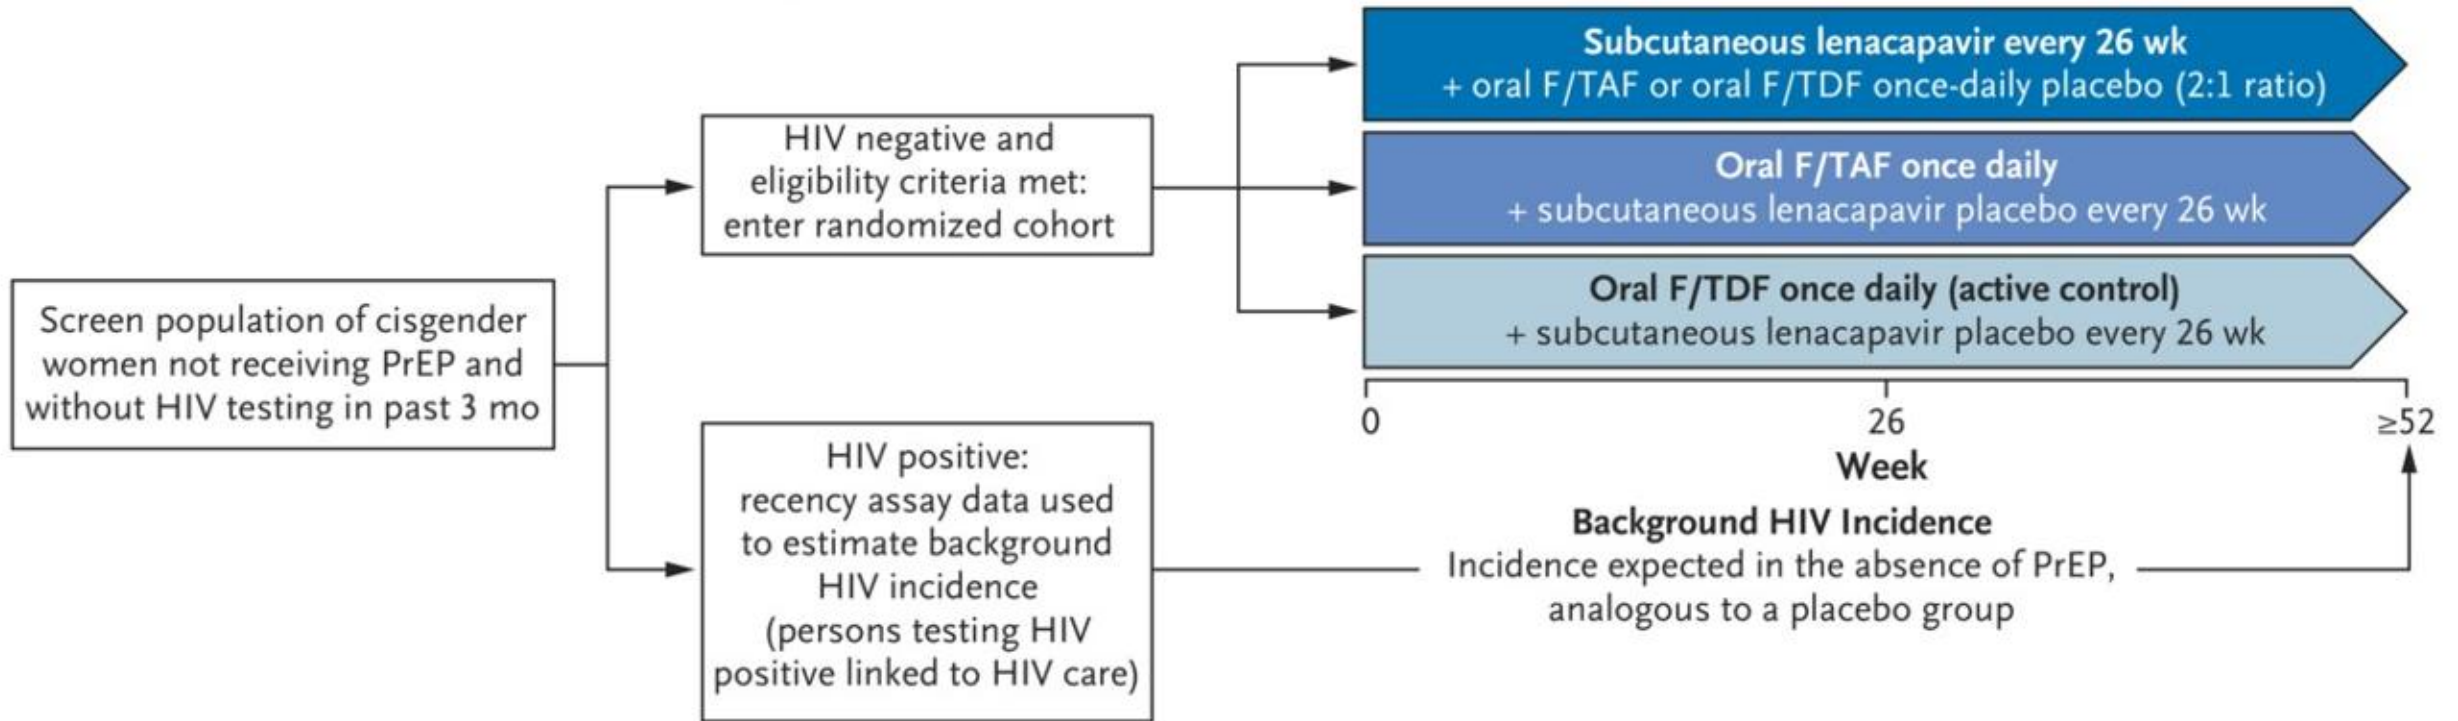 Screen population of cisgender
women not receiving PrEP and
without HIV testing in past 3 mo
HIV negative and
eligibility criteria met:
enter randomized cohort
HIV positive:
recency assay data used
to estimate background
HIV incidence
(persons testing HIV
positive linked to HIV care)
Subcutaneous lenacapavir every 26 wk
+ oral F/TAF or oral F/TDF once-daily placebo (2:1 ratio)
Oral F/TAF once daily
+ subcutaneous lenacapavir placebo every 26 wk
Oral F/TDF once daily (active control)
+ subcutaneous lenacapavir placebo every 26 wk
0 26 ≥52
Week
Background HIV Incidence
Incidence expected in the absence of PrEP,
analogous to a placebo group